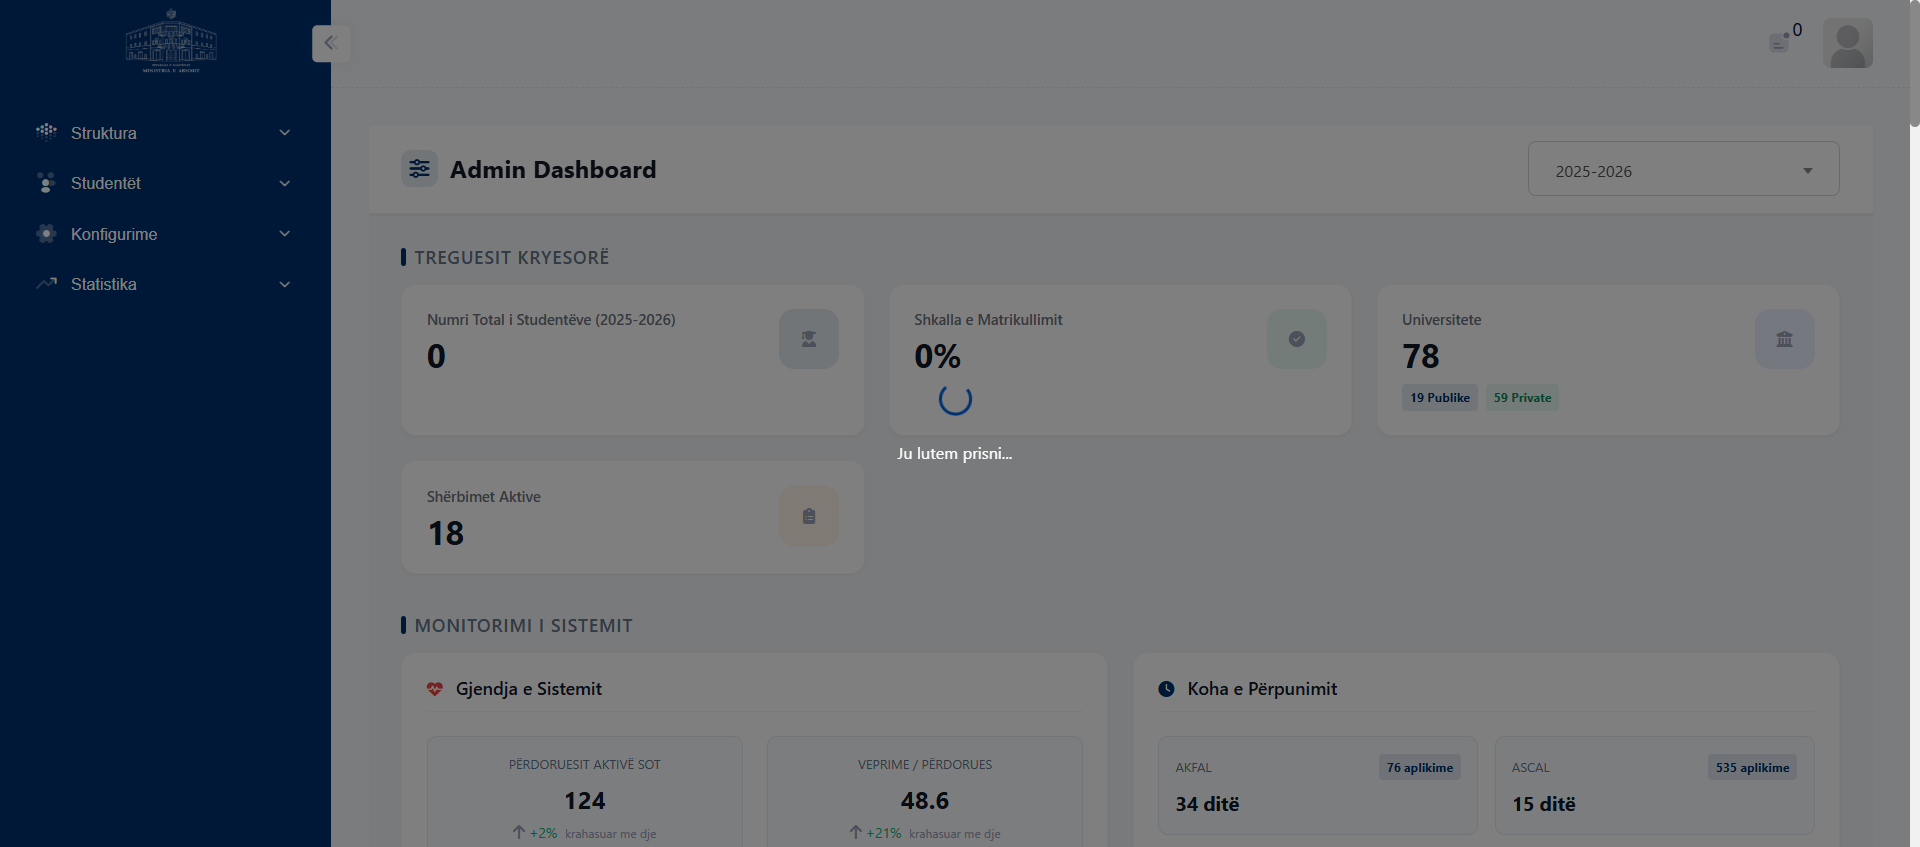 MINISTRIA E ARSIMIT
0
Struktura
Studentët
Konfigurime
Statistika
Admin Dashboard
2025-2026
TREGUESIT KRYESORË
Numri Total i Studentëve (2025-2026)
0
Shkalla e Matrikullimit
0%
Universitete
78
19 Publike
59 Private
Ju lutem prisni...
Shërbimet Aktive
18
MONITORIMI I SISTEMIT
Gjendja e Sistemit
PËRDORUESIT AKTIVË SOT
124
+2% krahasuar me dje
VEPRIME / PËRDORUES
48.6
+21% krahasuar me dje
Koha e Përpunimit
AKFAL
76 aplikime
34 ditë
ASCAL
535 aplikime
15 ditë